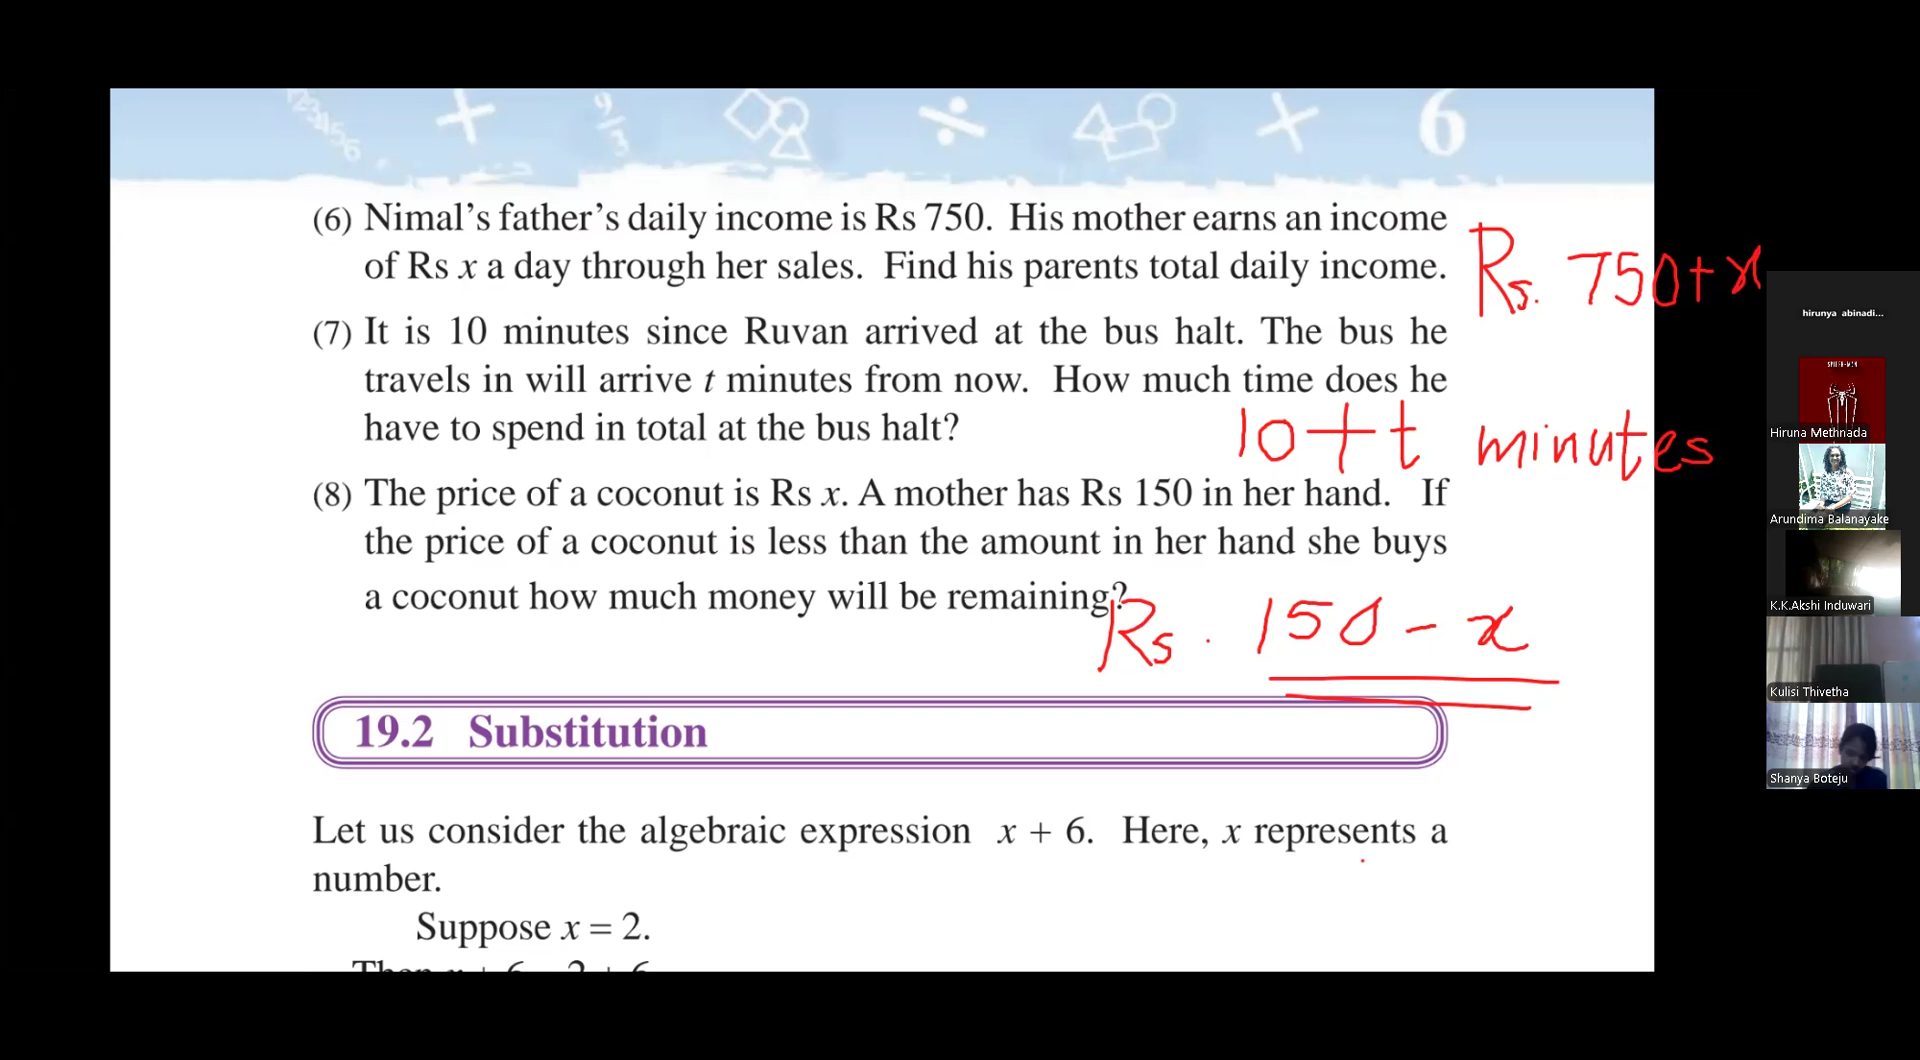 123456 + 9/3 ÷ × 6
(6) Nimal’s father’s daily income is Rs 750. His mother earns an income
of Rs x a day through her sales. Find his parents total daily income.
Rs. 750+x
(7) It is 10 minutes since Ruvan arrived at the bus halt. The bus he
travels in will arrive t minutes from now. How much time does he
have to spend in total at the bus halt?
10+t minutes
(8) The price of a coconut is Rs x. A mother has Rs 150 in her hand. If
the price of a coconut is less than the amount in her hand she buys
a coconut how much money will be remaining?
Rs. 150-x
19.2 Substitution
Let us consider the algebraic expression x + 6. Here, x represents a
number.
Suppose x = 2.
hirunya abinadi...
SPIDER-MAN
Hiruna Methnada
Arundima Balanayake
K.K.Akshi Induwari
Kulisi Thivetha
Shanya Boteju